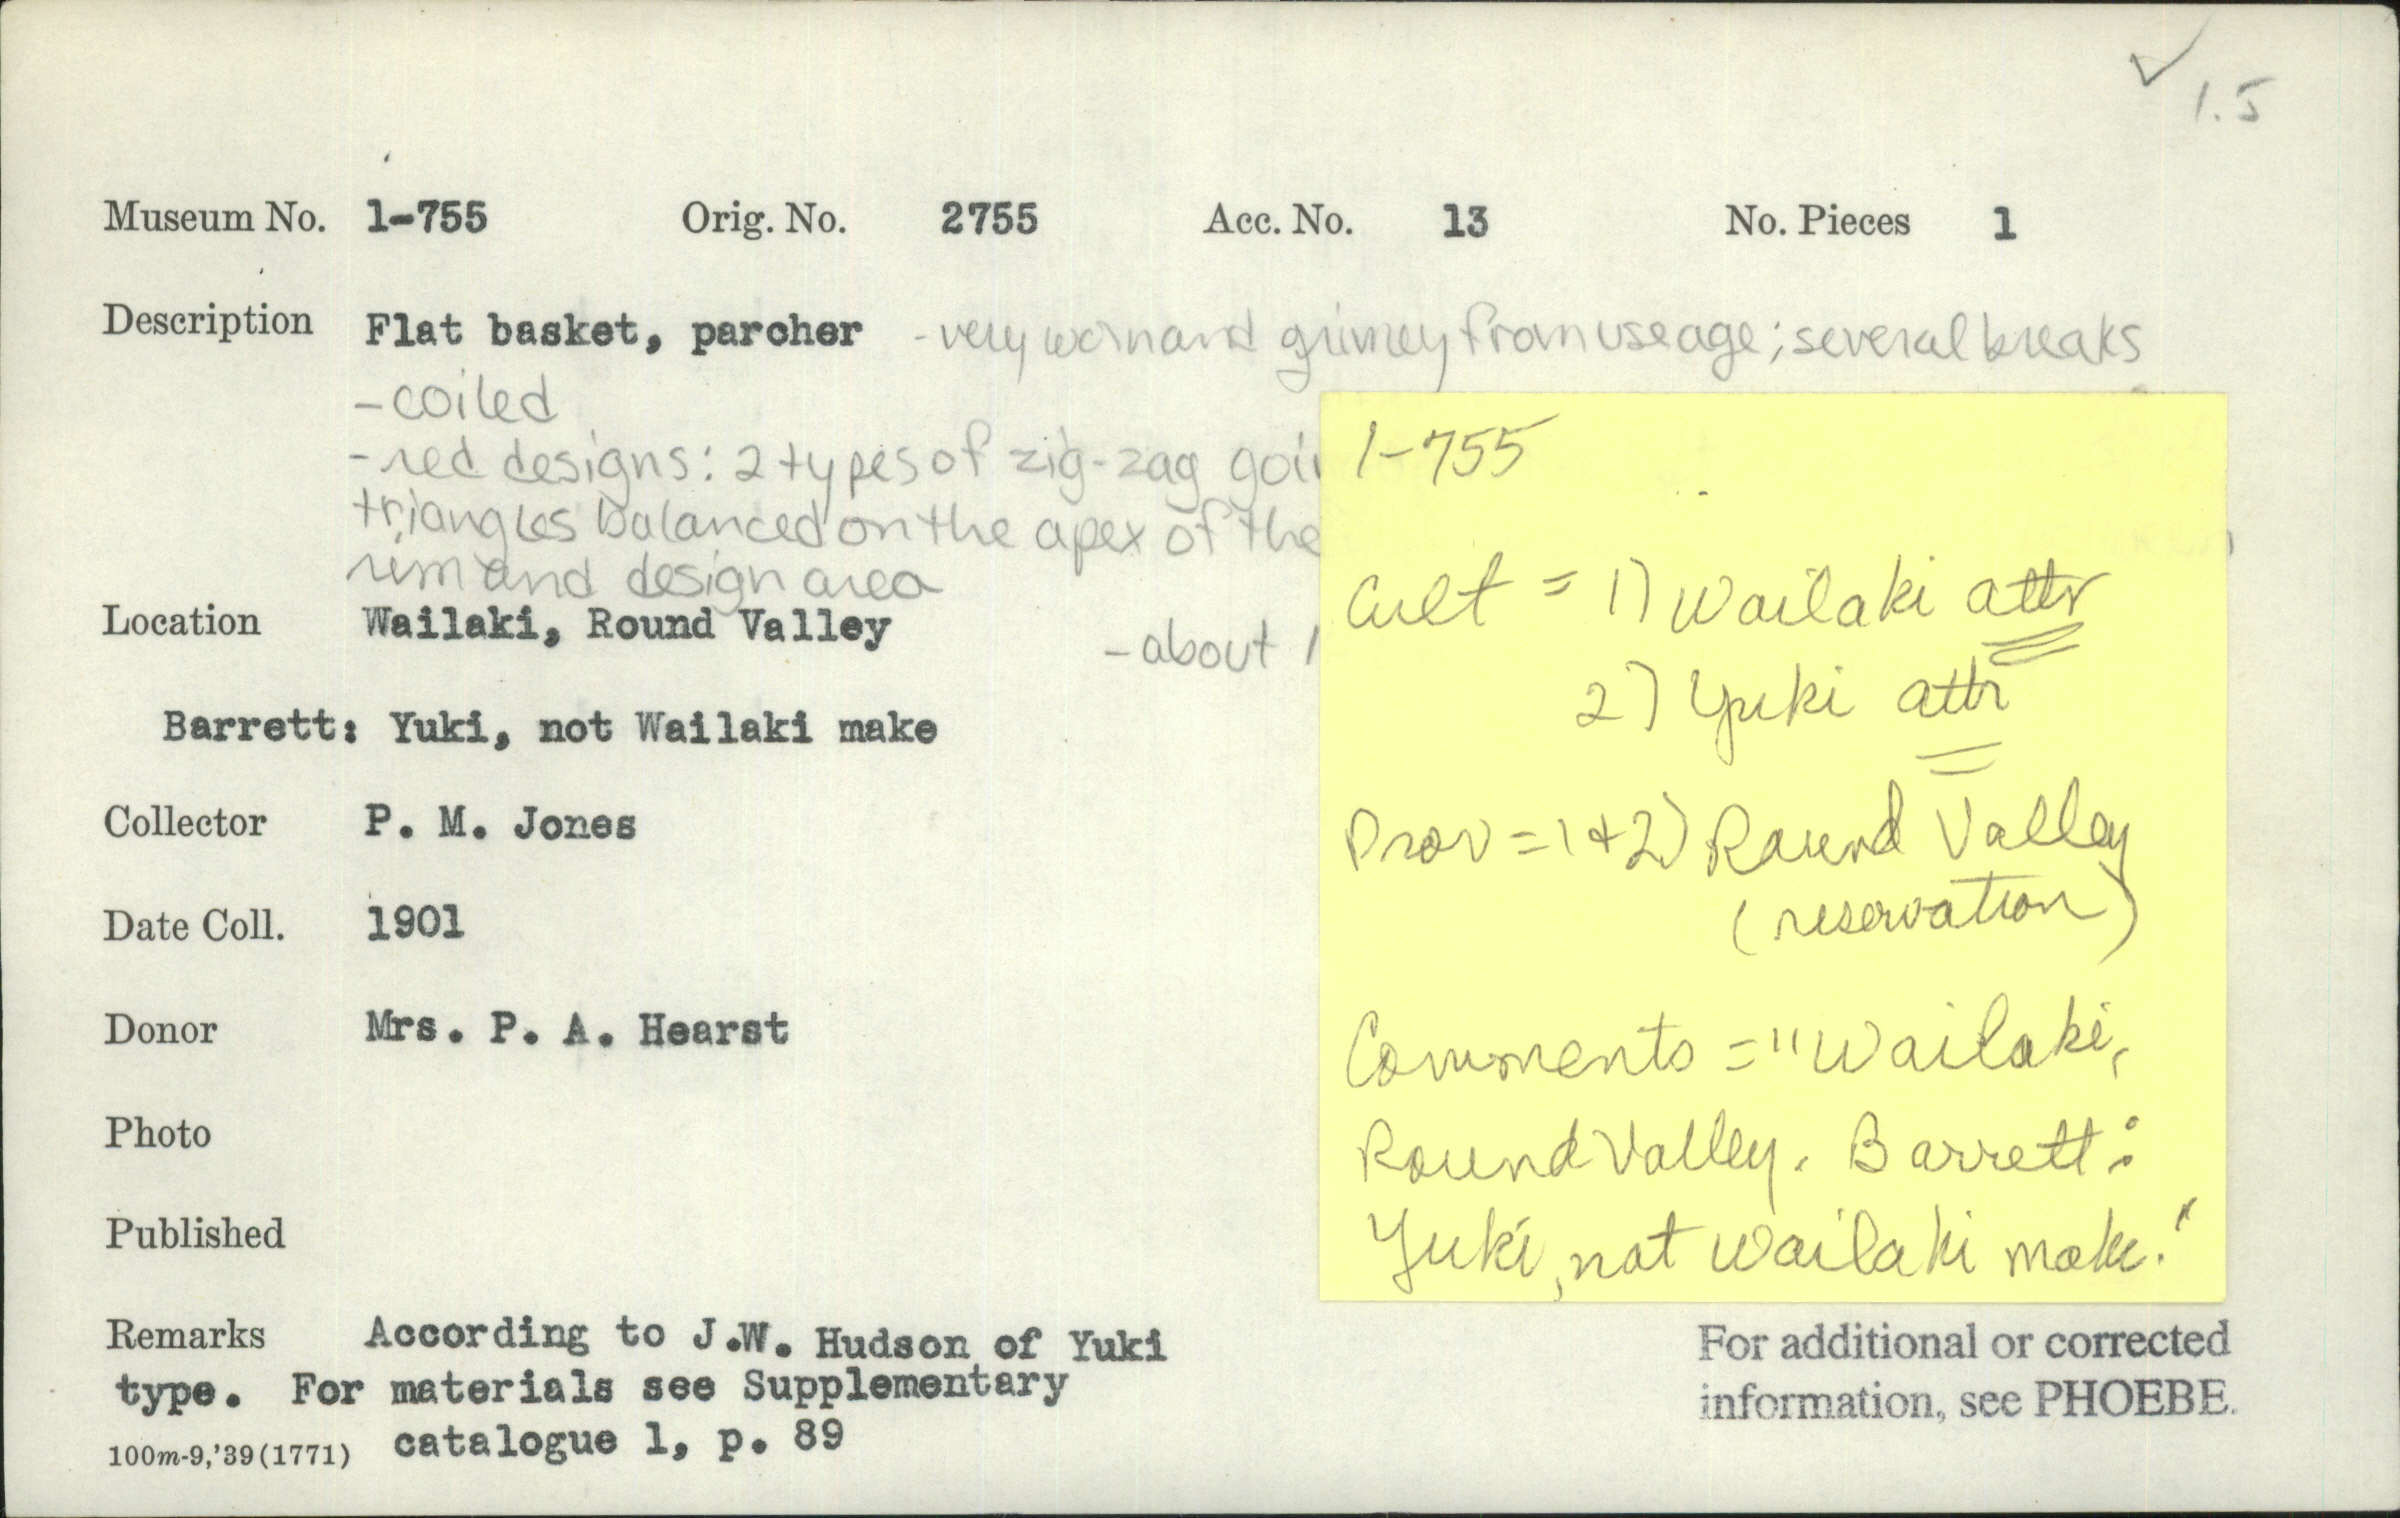 ✓ 1.5
Museum No. 1-755 Orig. No. 2755 Acc. No. 13 No. Pieces 1
Description Flat basket, parcher - very worn and grimey from useage; several breaks
- coiled
- red designs: 2 types of zig-zag goi
triangles balanced on the apex of the
rim and design area
Location Wailaki, Round Valley
- about 1
Barrett: Yuki, not Wailaki make
Collector P. M. Jones
Date Coll. 1901
Donor Mrs. P. A. Hearst
Photo
Published
Remarks According to J.W. Hudson of Yuki
type. For materials see Supplementary
catalogue 1, p. 89
100m-9,'39(1771)
1-755
Cult = 1) Wailaki attr
2) Yuki attr
Prov = 1+2) Round Valley
(reservation)
Comments = "Wailaki,
Round Valley. Barrett:
Yuki, not Wailaki make."
For additional or corrected
information, see PHOEBE.